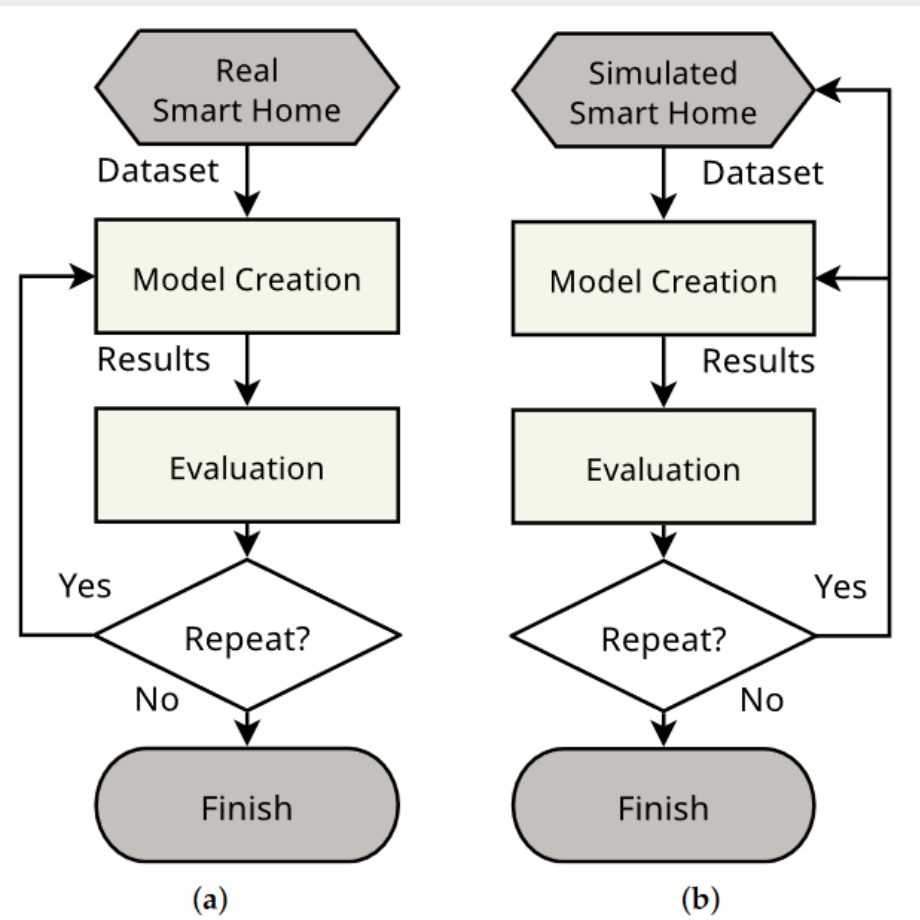 Real
Smart Home
Dataset
Model Creation
Results
Evaluation
Yes
Repeat?
No
Finish
(a)
Simulated
Smart Home
Dataset
Model Creation
Results
Evaluation
Yes
Repeat?
No
Finish
(b)